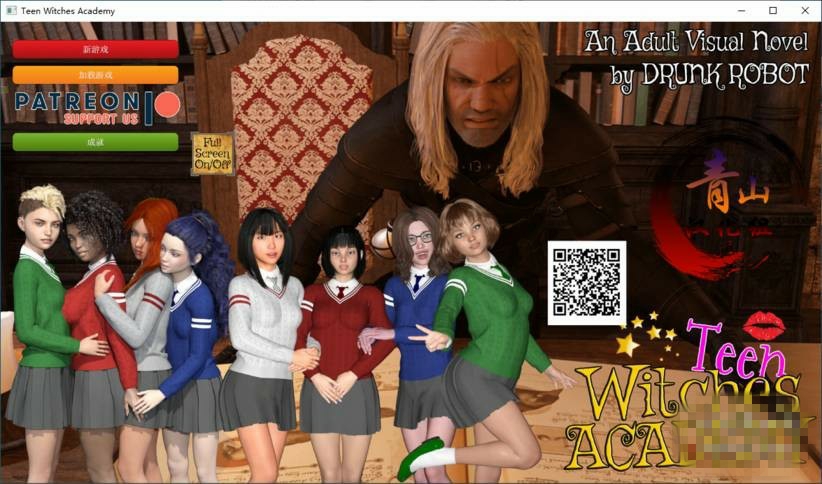 Teen Witches Academy
新游戏
加载游戏
PATREON
SUPPORT US
成就
Full
Screen
On/Off
An Adult Visual Novel
by DRUNK ROBOT
青山
Teen
Witches